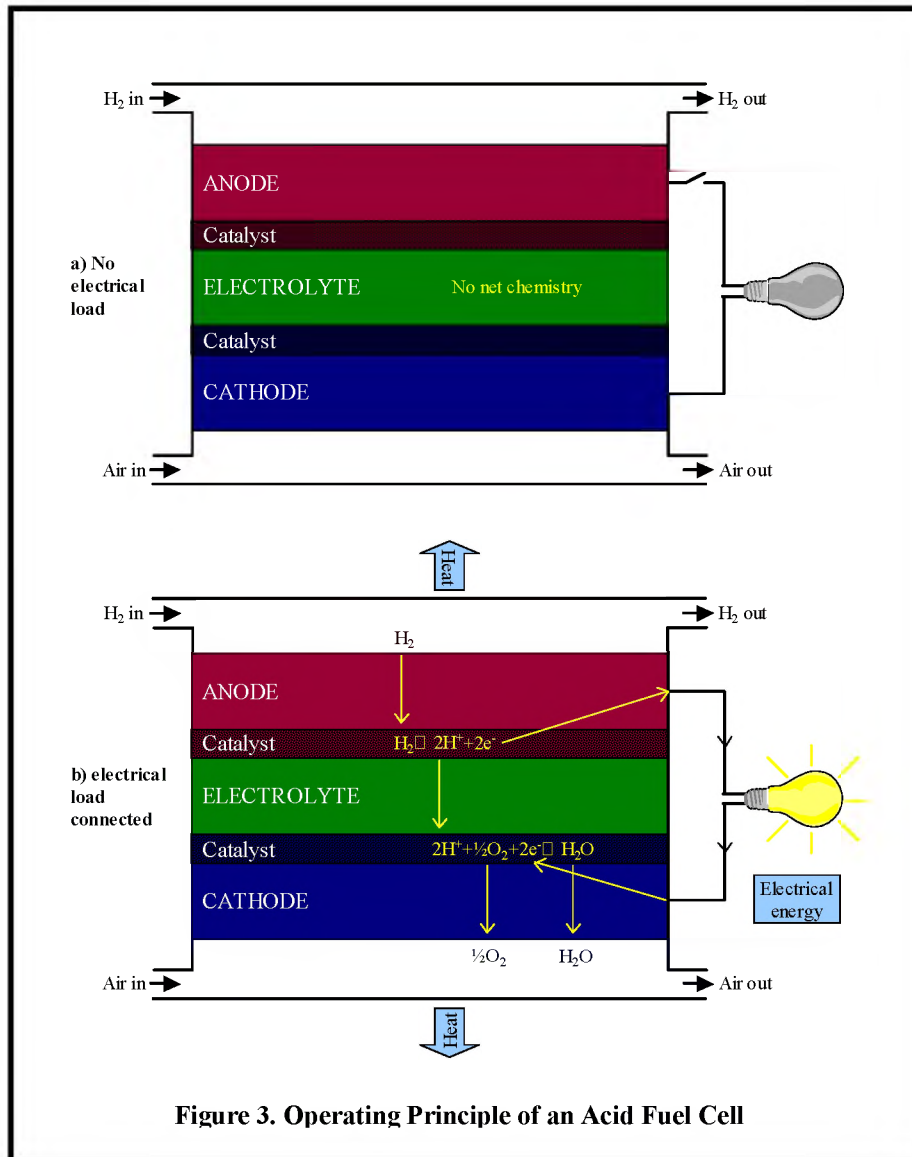 H₂ in
H₂ out
ANODE
Catalyst
a) No
electrical
load
ELECTROLYTE
No net chemistry
Catalyst
CATHODE
Air in
Air out
Heat
H₂ in
H₂ out
H₂
ANODE
Catalyst
H₂□ 2H⁺+2e⁻
b) electrical
load
connected
ELECTROLYTE
Catalyst
2H⁺+½O₂+2e⁻□ H₂O
CATHODE
Electrical
energy
½O₂
H₂O
Air in
Air out
Heat
Figure 3. Operating Principle of an Acid Fuel Cell